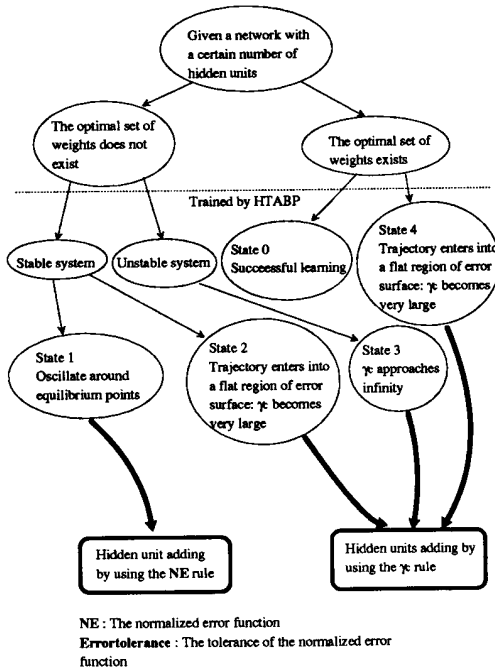 Given a network with
a certain number of
hidden units
The optimal set of
weights does not
exist
The optimal set of
weights exists
Trained by HTABP
Stable system
Unstable system
State 0
Successful learning
State 4
Trajectory enters into
a flat region of error
surface: γt becomes
very large
State 1
Oscillate around
equilibrium points
State 2
Trajectory enters into
a flat region of error
surface: γt becomes
very large
State 3
γt approaches
infinity
Hidden unit adding
by using the NE rule
Hidden units adding by
using the γt rule
NE : The normalized error function
Errortolerance : The tolerance of the normalized error
function